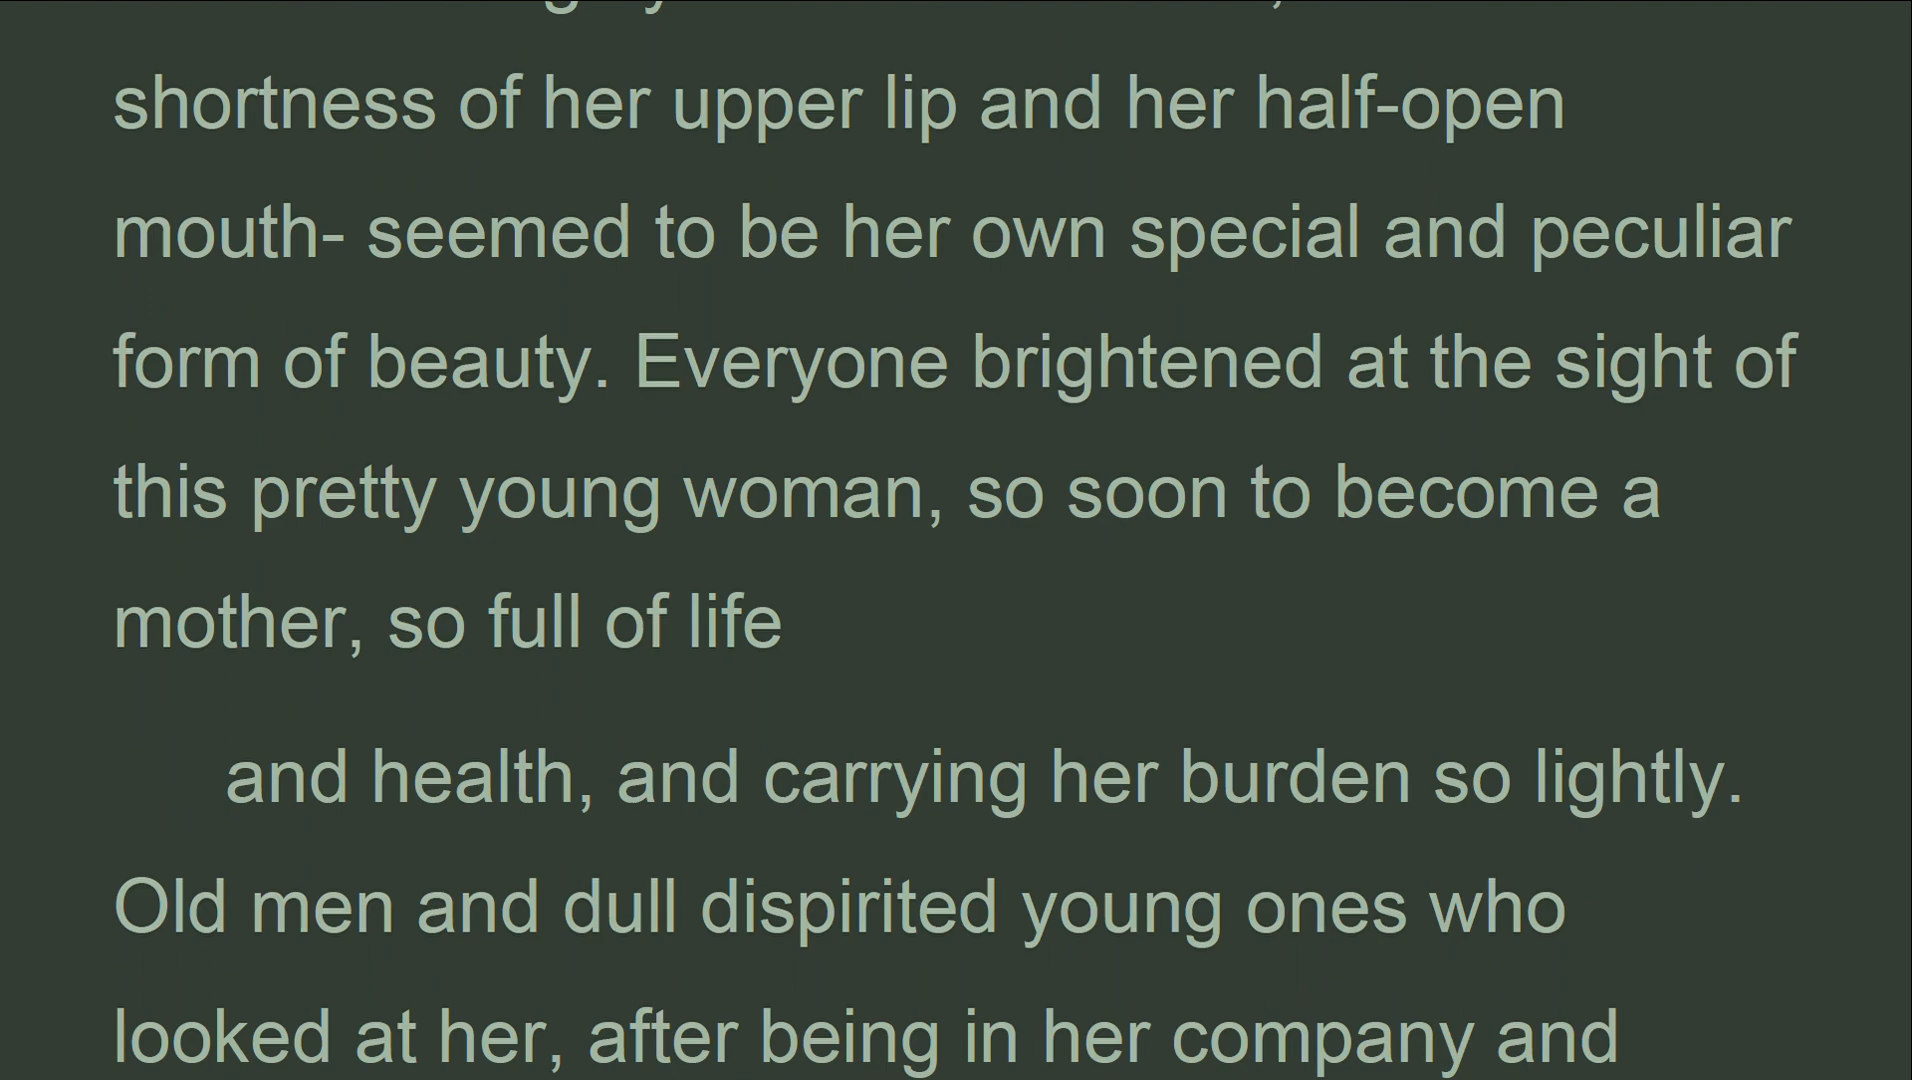 shortness of her upper lip and her half-open
mouth- seemed to be her own special and peculiar
form of beauty. Everyone brightened at the sight of
this pretty young woman, so soon to become a
mother, so full of life
and health, and carrying her burden so lightly.
Old men and dull dispirited young ones who
looked at her, after being in her company and